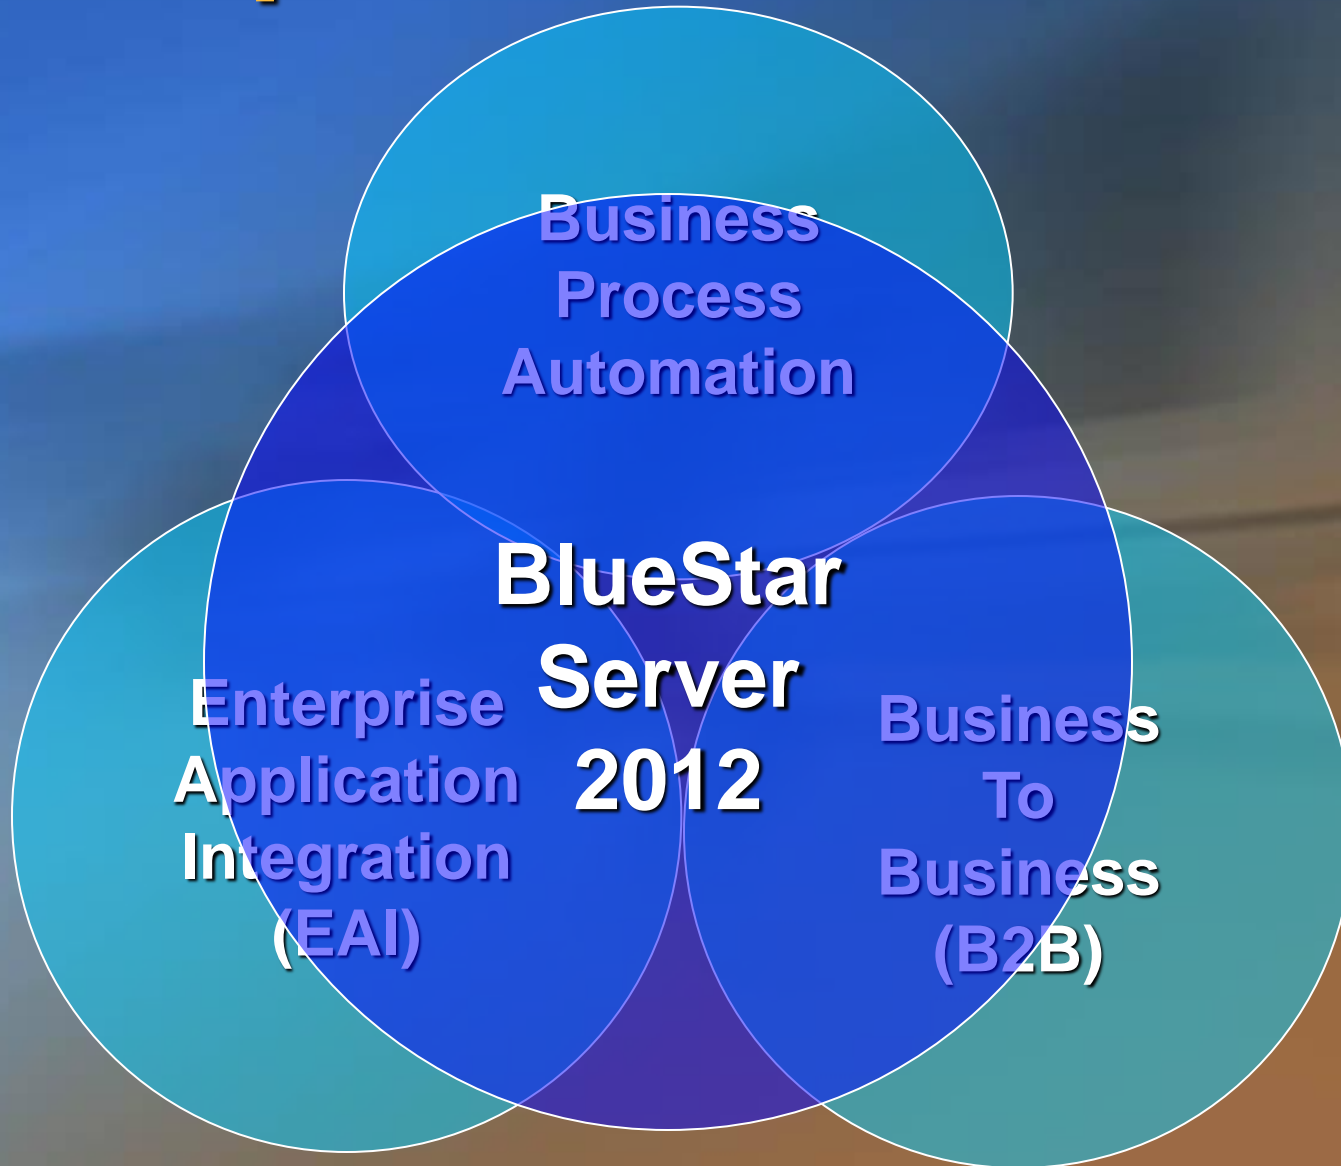 Business
Process
Automation
BlueStar
Server
2012
Enterprise
Application
Integration
(EAI)
Business
To
Business
(B2B)